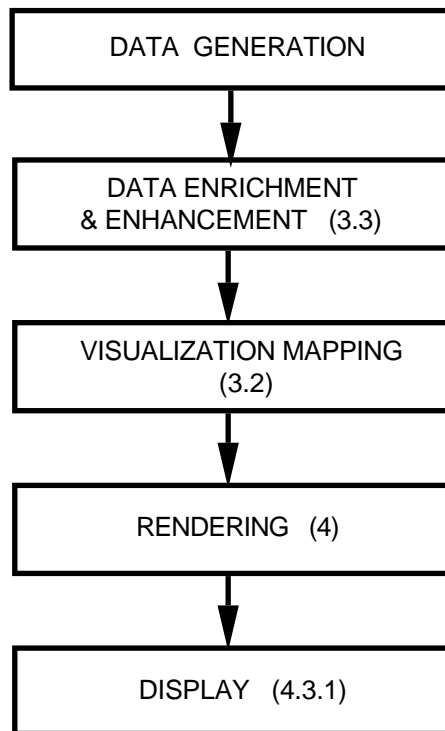 DATA GENERATION
DATA ENRICHMENT
& ENHANCEMENT (3.3)
VISUALIZATION MAPPING
(3.2)
RENDERING (4)
DISPLAY (4.3.1)